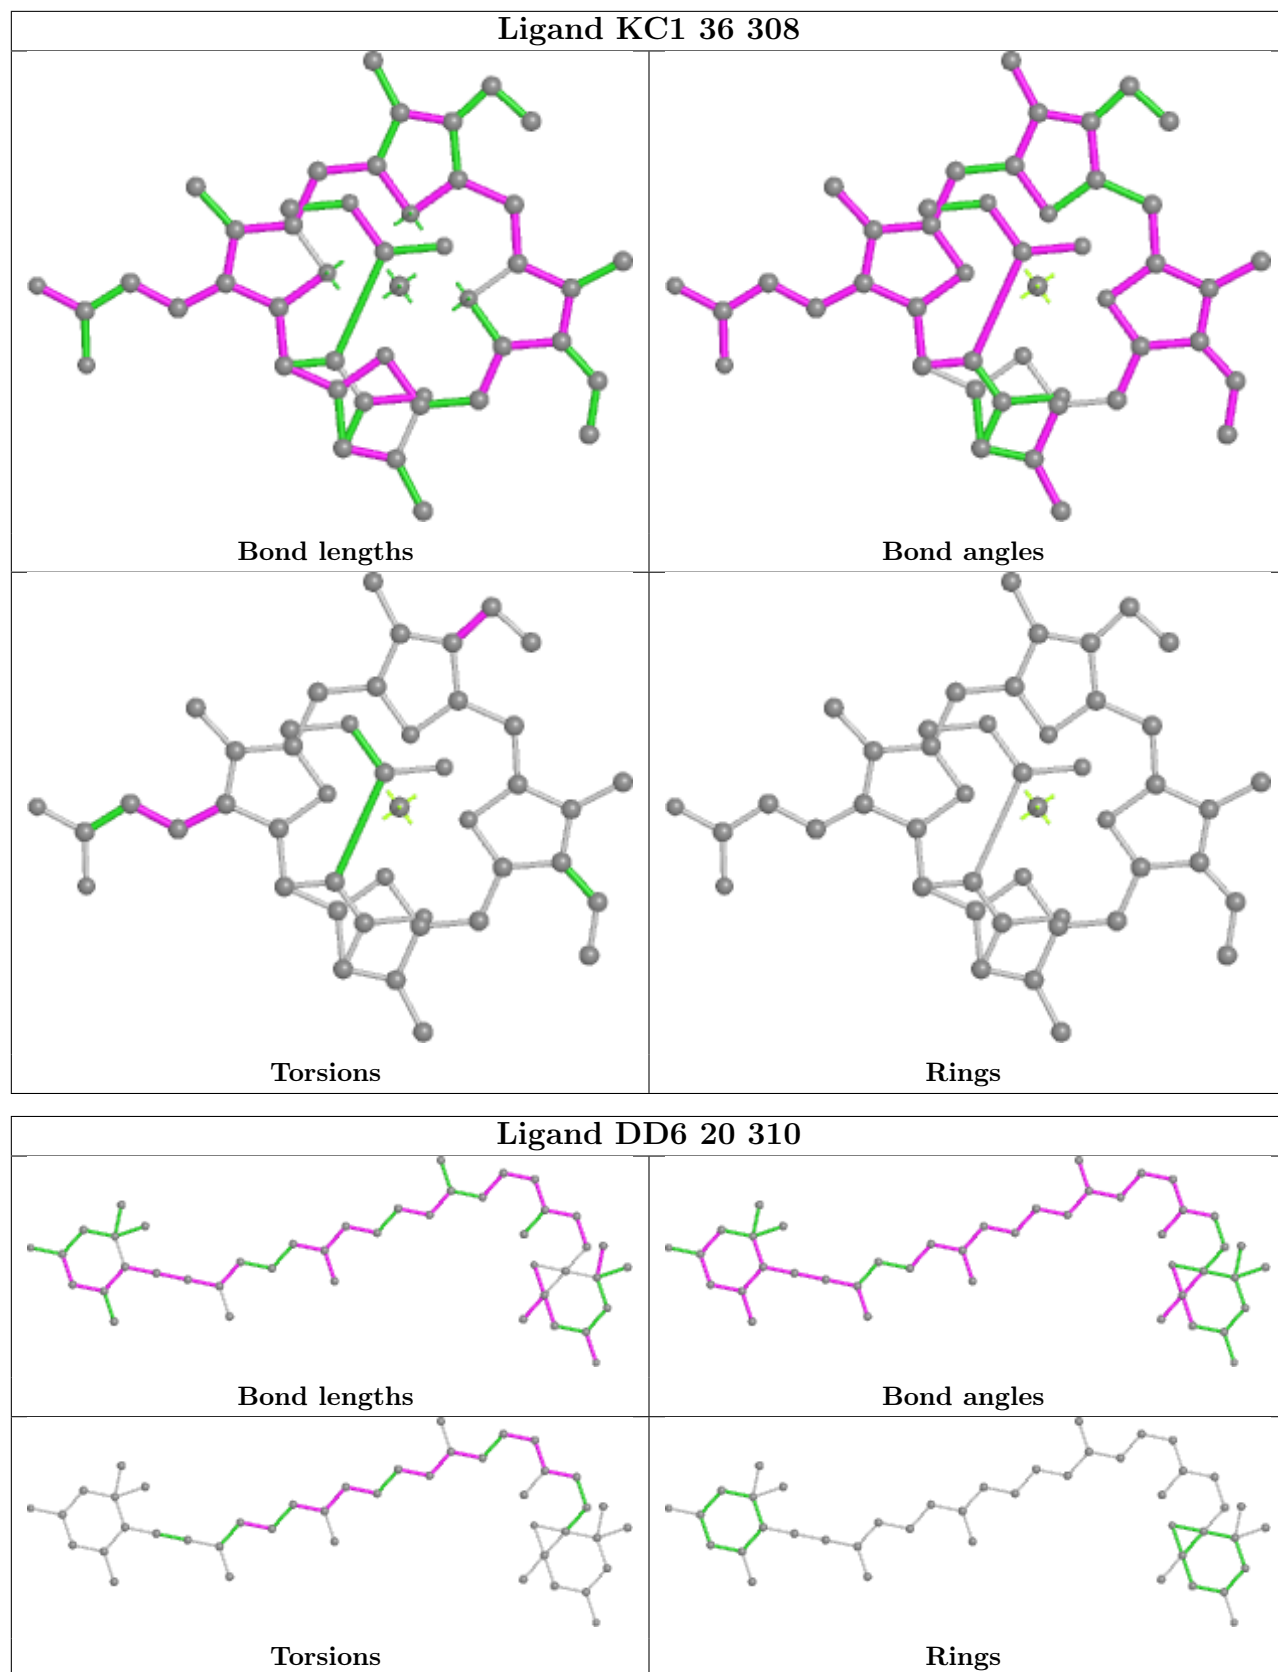 Ligand KC1 36 308
Bond lengths
Bond angles
Torsions
Rings
Ligand DD6 20 310
Bond lengths
Bond angles
Torsions
Rings